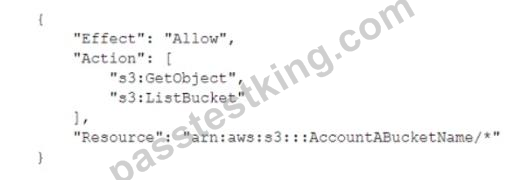 {
"Effect": "Allow",
"Action": [
"s3:GetObject",
"s3:ListBucket"
],
"Resource": "arn:aws:s3:::AccountABucketName/*"
}
passtestking.com